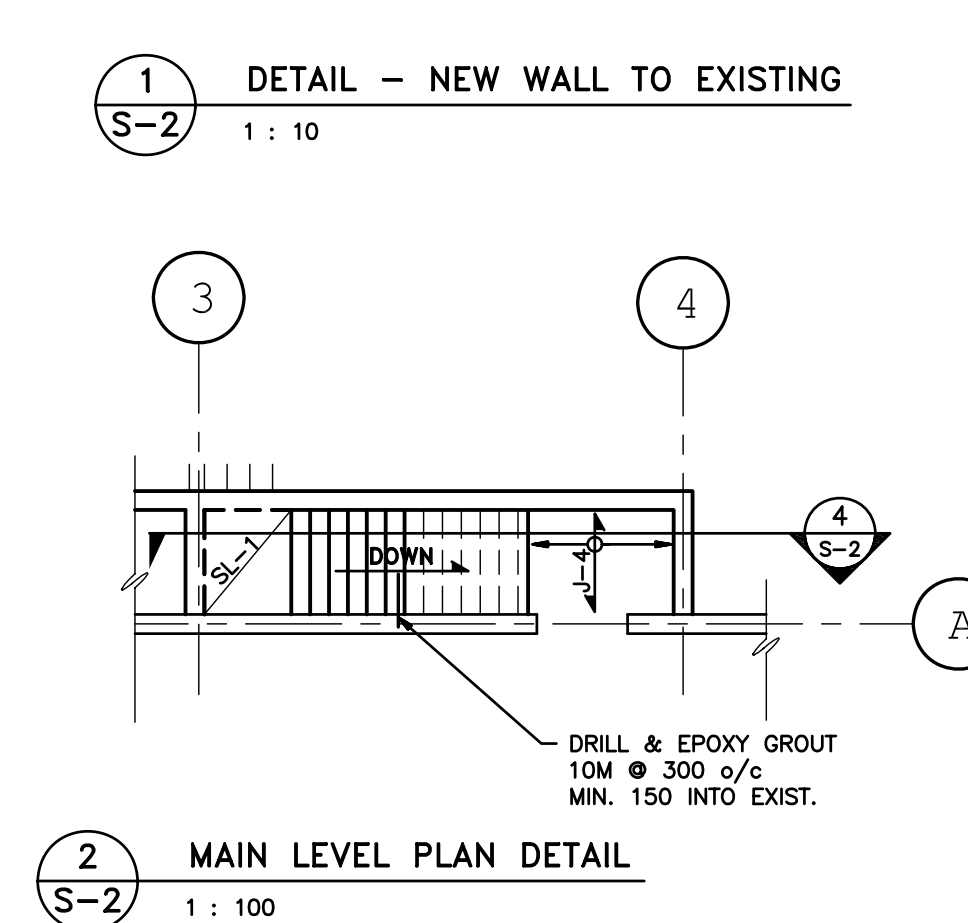 1
DETAIL – NEW WALL TO EXISTING
S–2
1 : 10
3
4
4
S–2
DOWN
SL–1
J–4
A
DRILL & EPOXY GROUT
10M @ 300 o/c
MIN. 150 INTO EXIST.
2
MAIN LEVEL PLAN DETAIL
S–2
1 : 100